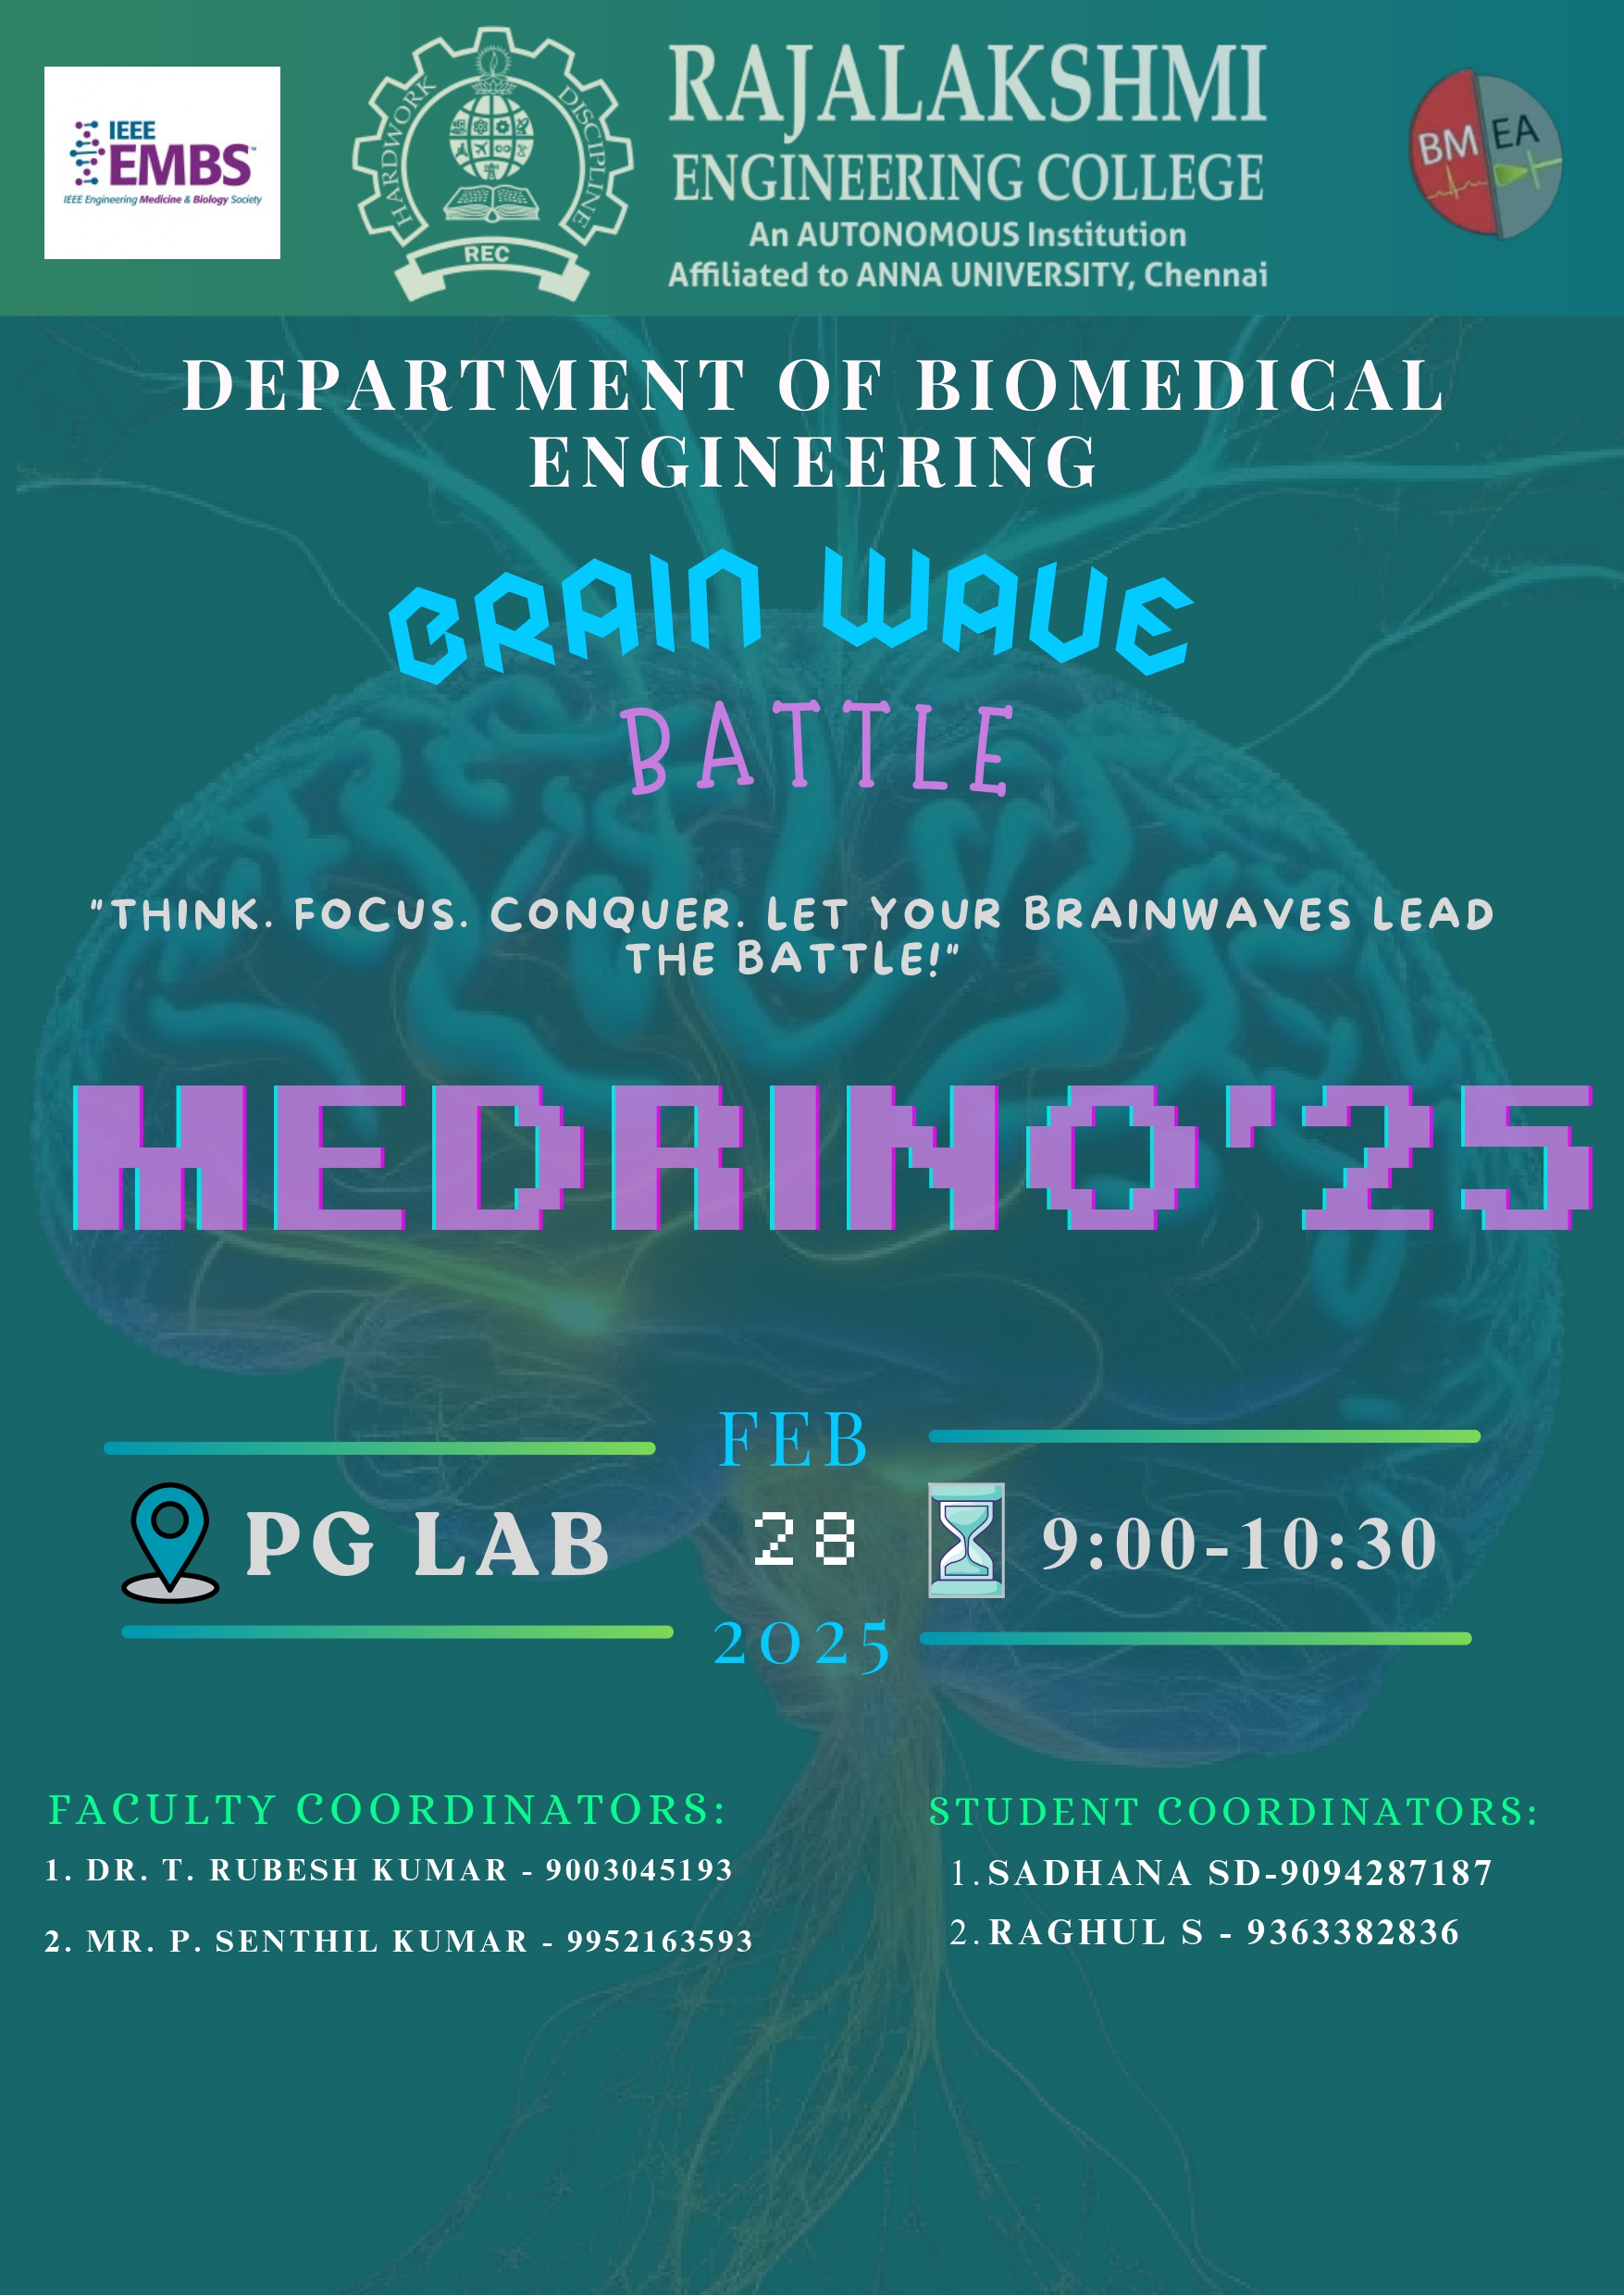 IEEE
EMBS™
IEEE Engineering Medicine & Biology Society
HARDWORK
DISCIPLINE
REC
RAJALAKSHMI
ENGINEERING COLLEGE
An AUTONOMOUS Institution
Affiliated to ANNA UNIVERSITY, Chennai
BM EA
DEPARTMENT OF BIOMEDICAL
ENGINEERING
BRAIN WAVE
BATTLE
"THINK. FOCUS. CONQUER. LET YOUR BRAINWAVES LEAD
THE BATTLE!"
MEDRINO'25
PG LAB
FEB
28
2025
9:00-10:30
FACULTY COORDINATORS:
1. DR. T. RUBESH KUMAR - 9003045193
2. MR. P. SENTHIL KUMAR - 9952163593
STUDENT COORDINATORS:
1. SADHANA SD-9094287187
2. RAGHUL S - 9363382836